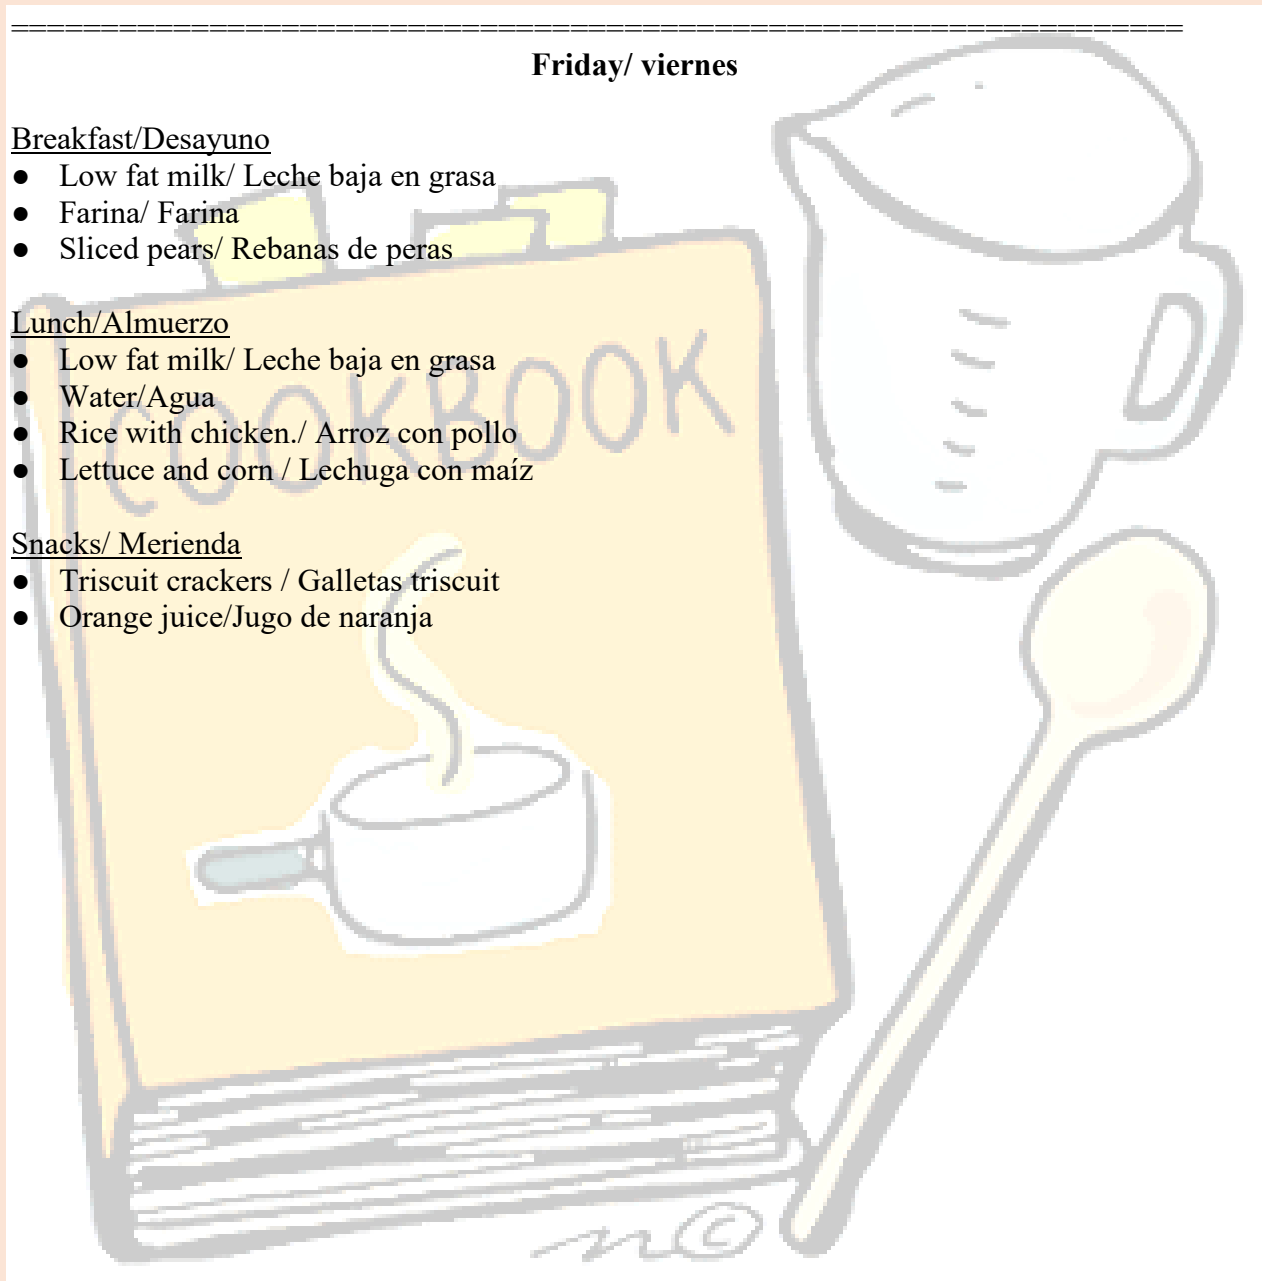 =================================================================
Friday/ viernes
Breakfast/Desayuno
● Low fat milk/ Leche baja en grasa
● Farina/ Farina
● Sliced pears/ Rebanas de peras
Lunch/Almuerzo
● Low fat milk/ Leche baja en grasa
● Water/Agua
● Rice with chicken./ Arroz con pollo
● Lettuce and corn / Lechuga con maíz
COOKBOOK
Snacks/ Merienda
● Triscuit crackers / Galletas triscuit
● Orange juice/Jugo de naranja
©